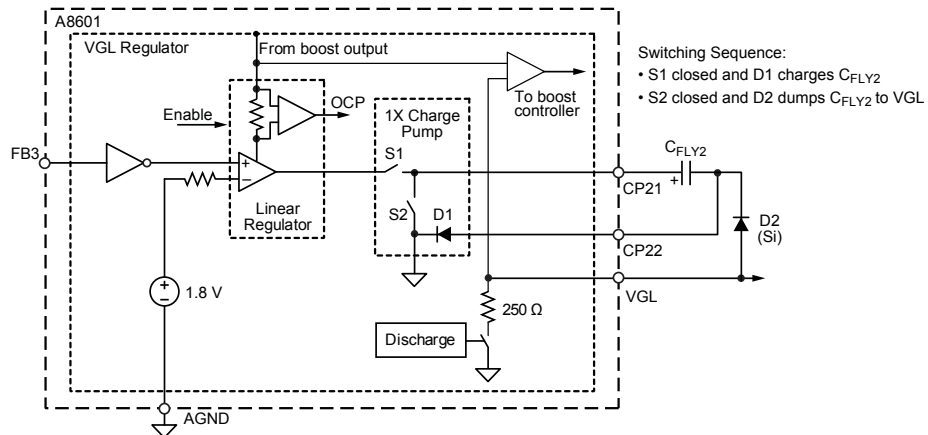 A8601
VGL Regulator
From boost output
Switching Sequence:
• S1 closed and D1 charges CFLY2
• S2 closed and D2 dumps CFLY2 to VGL
OCP
To boost
controller
Enable
1X Charge
Pump
CFLY2
FB3
S1
+
CP21
+
−
S2
D1
D2
(Si)
Linear
Regulator
CP22
VGL
+
−
1.8 V
250 Ω
Discharge
AGND